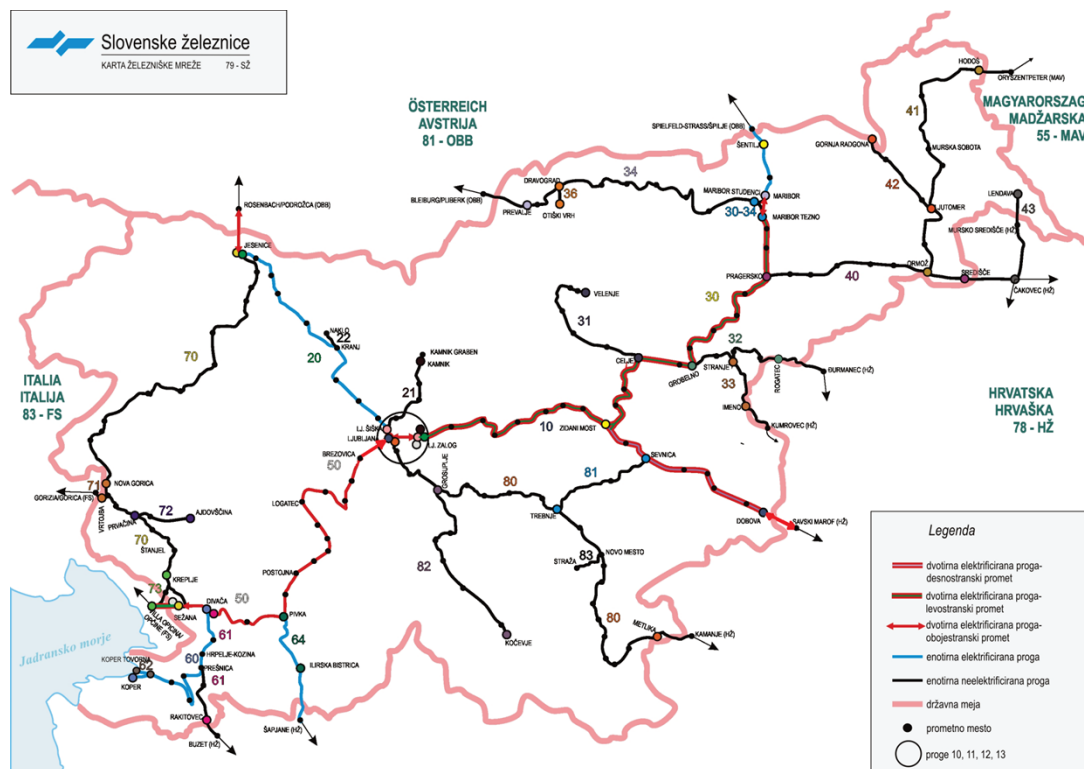 Slovenske železnice
KARTA ŽELEZNIŠKE MREŽE 79 - SŽ
ÖSTERREICH
AVSTRIJA
81 - OBB
MAGYARORSZAG
MADŽARSKA
55 - MAV
ITALIA
ITALIJA
83 - FS
HRVATSKA
HRVAŠKA
78 - HŽ
HODOŠ
ORYSZENTPETER (MAV)
41
MURSKA SOBOTA
GORNJA RADGONA
42
LJUTOMER
LENDAVA
43
MURSKO SREDIŠČE (HŽ)
ORMOŽ
SREDIŠČE
ČAKOVEC (HŽ)
40
SPIELFELD-STRASS/ŠPILJE (OBB)
ŠENTILJ
MARIBOR STUDENCI
MARIBOR
30-34
MARIBOR TEZNO
PRAGERSKO
30
DRAVOGRAD
36
34
BLEIBURG/PLIBERK (OBB)
PREVALJE
OTIŠKI VRH
ROSENBACH/PODROŽCA (OBB)
JESENICE
VELENJE
31
CELJE
GROBELNO
32
STRANJE
33
ROGATEC
ĐURMANEC (HŽ)
IMENO
KUMROVEC (HŽ)
NAKLO
22
KRANJ
20
70
KAMNIK GRABEN
KAMNIK
21
LJ. ŠIŠKA
LJUBLJANA
LJ. ZALOG
10
ZIDANI MOST
BREZOVICA
50
SEVNICA
81
GROSUPLJE
80
TREBNJE
DOBOVA
SAVSKI MAROF (HŽ)
LOGATEC
NOVA GORICA
71
GORIZIA/GORICA (FS)
VRTOJBA
PRVAČINA
72
AJDOVŠČINA
70
ŠTANJEL
KREPLJE
73
VILLA OPICINA/
OPČINE (FS)
SEŽANA
DIVAČA
50
POSTOJNA
PIVKA
82
83
NOVO MESTO
STRAŽA
80
KOČEVJE
METLIKA
KAMANJE (HŽ)
61
64
HRPELJE-KOZINA
60
PREŠNICA
61
KOPER TOVORNA
62
KOPER
ILIRSKA BISTRICA
RAKITOVEC
BUZET (HŽ)
ŠAPJANE (HŽ)
Jadransko morje
Legenda
dvotirna elektrificirana proga-
desnostranski promet
dvotirna elektrificirana proga-
levostranski promet
dvotirna elektrificirana proga-
obojestranski promet
enotirna elektrificirana proga
enotirna neelektrificirana proga
državna meja
prometno mesto
proge 10, 11, 12, 13